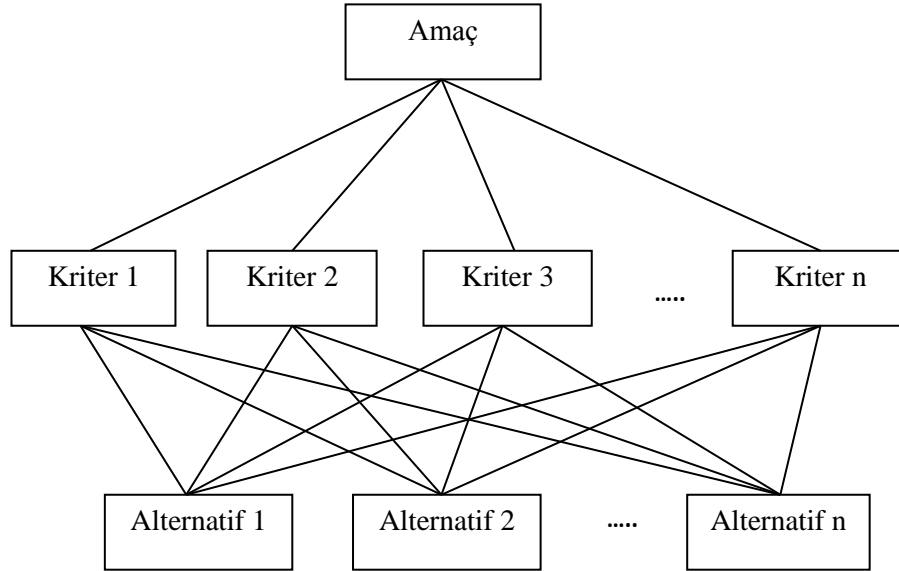 Amaç
Kriter 1 Kriter 2 Kriter 3 ..... Kriter n
Alternatif 1 Alternatif 2 ..... Alternatif n